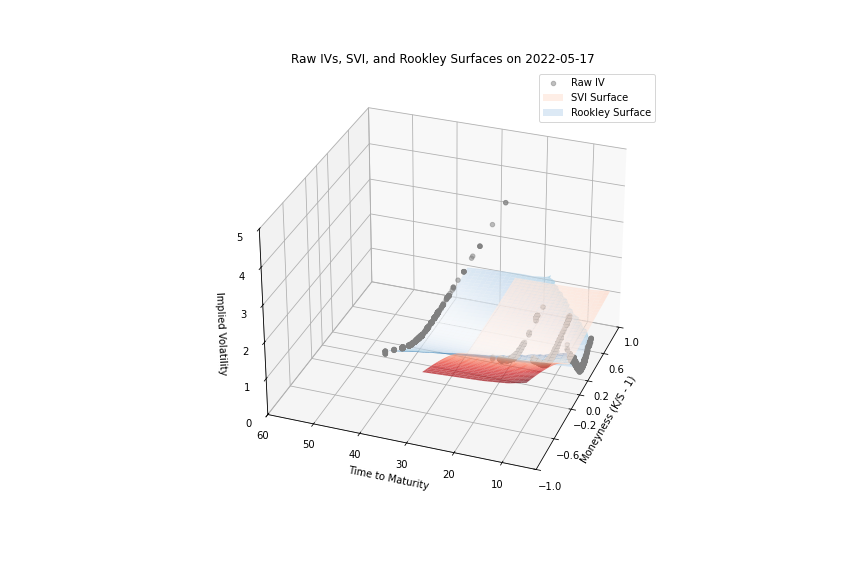 Raw IVs, SVI, and Rookley Surfaces on 2022-05-17
Raw IV
SVI Surface
Rookley Surface
5
4
3
2
1
0
Implied Volatility
60
50
40
30
20
10
Time to Maturity
1.0
0.6
0.2
0.0
−0.2
−0.6
−1.0
Moneyness (K/S - 1)